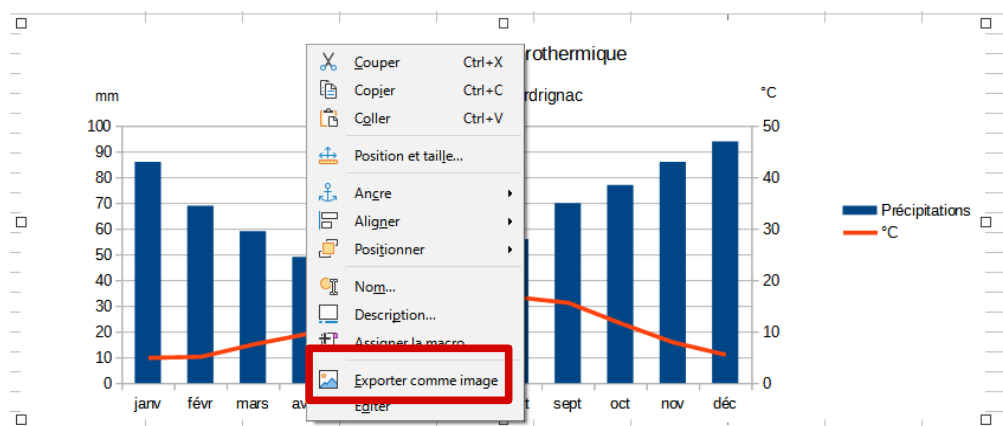 rothermique
rdrignac
mm
°C
Couper Ctrl+X
Copier Ctrl+C
Coller Ctrl+V
Position et taille...
Ancre
Aligner
Positionner
Nom...
Description...
Assigner la macro...
Exporter comme image
Éditer
100
90
80
70
60
50
40
30
20
10
0
50
40
30
20
10
0
Précipitations
°C
janv févr mars av t sept oct nov déc